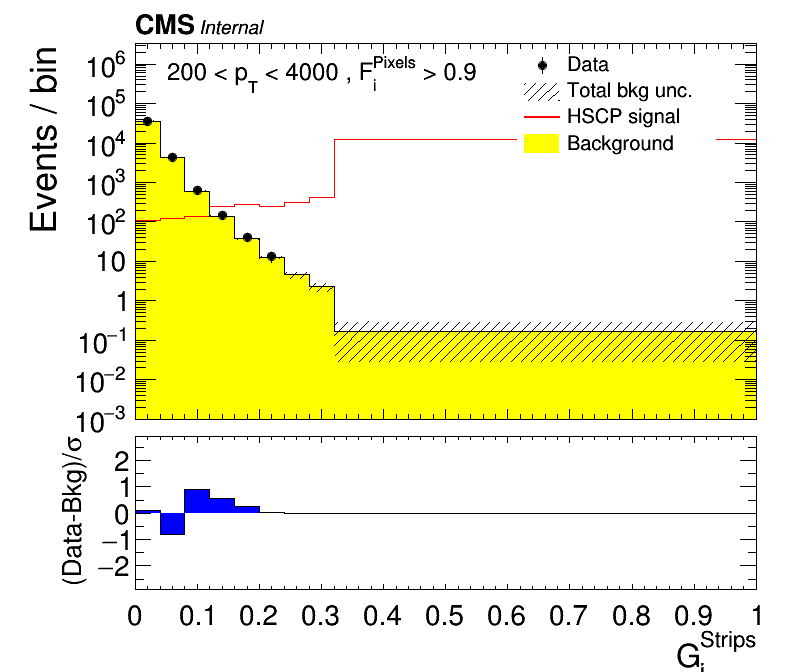 CMS Internal
Events / bin
10^6
10^5
10^4
10^3
10^2
10
1
10^−1
10^−2
10^−3
200 < p_T < 4000 , F_i^Pixels > 0.9
Data
Total bkg unc.
HSCP signal
Background
(Data-Bkg)/σ
2
1
0
−1
−2
0 0.1 0.2 0.3 0.4 0.5 0.6 0.7 0.8 0.9 1
G_i^Strips